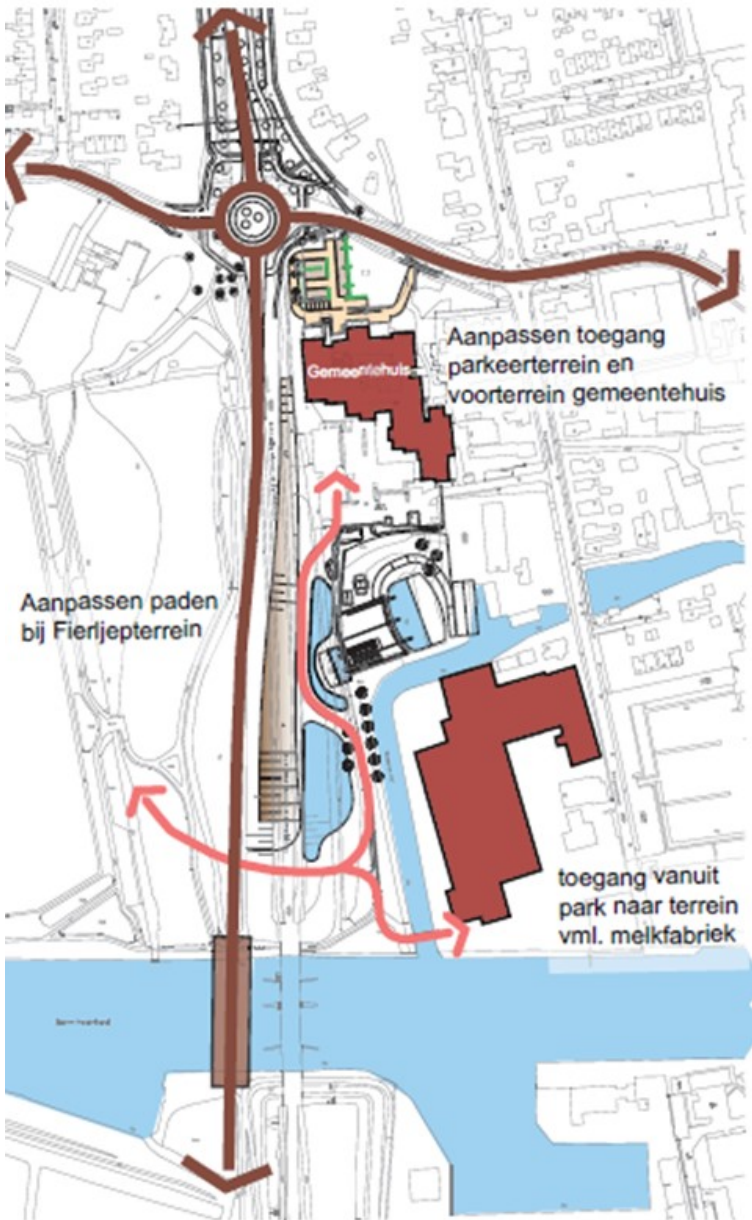 Gemeentehuis
Aanpassen toegang
parkeerterrein en
voorterrein gemeentehuis
Aanpassen paden
bij Fierljepterrein
toegang vanuit
park naar terrein
vml. melkfabriek